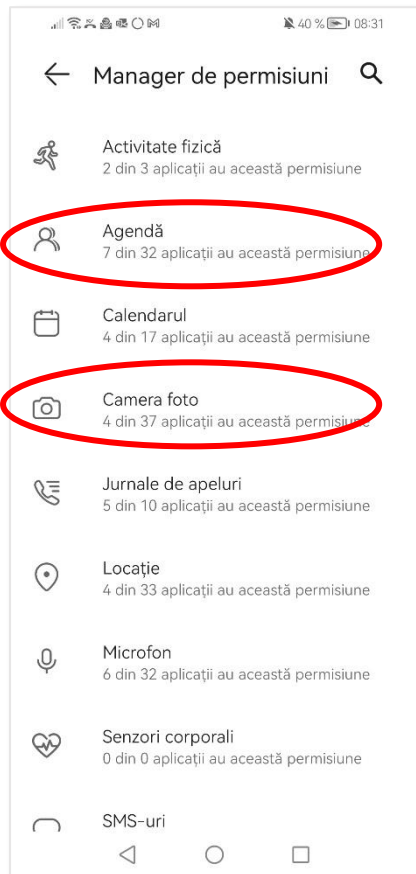 40 % 08:31
Manager de permisiuni
Activitate fizică
2 din 3 aplicații au această permisiune
Agendă
7 din 32 aplicații au această permisiune
Calendarul
4 din 17 aplicații au această permisiune
Camera foto
4 din 37 aplicații au această permisiune
Jurnale de apeluri
5 din 10 aplicații au această permisiune
Locație
4 din 33 aplicații au această permisiune
Microfon
6 din 32 aplicații au această permisiune
Senzori corporali
0 din 0 aplicații au această permisiune
SMS-uri